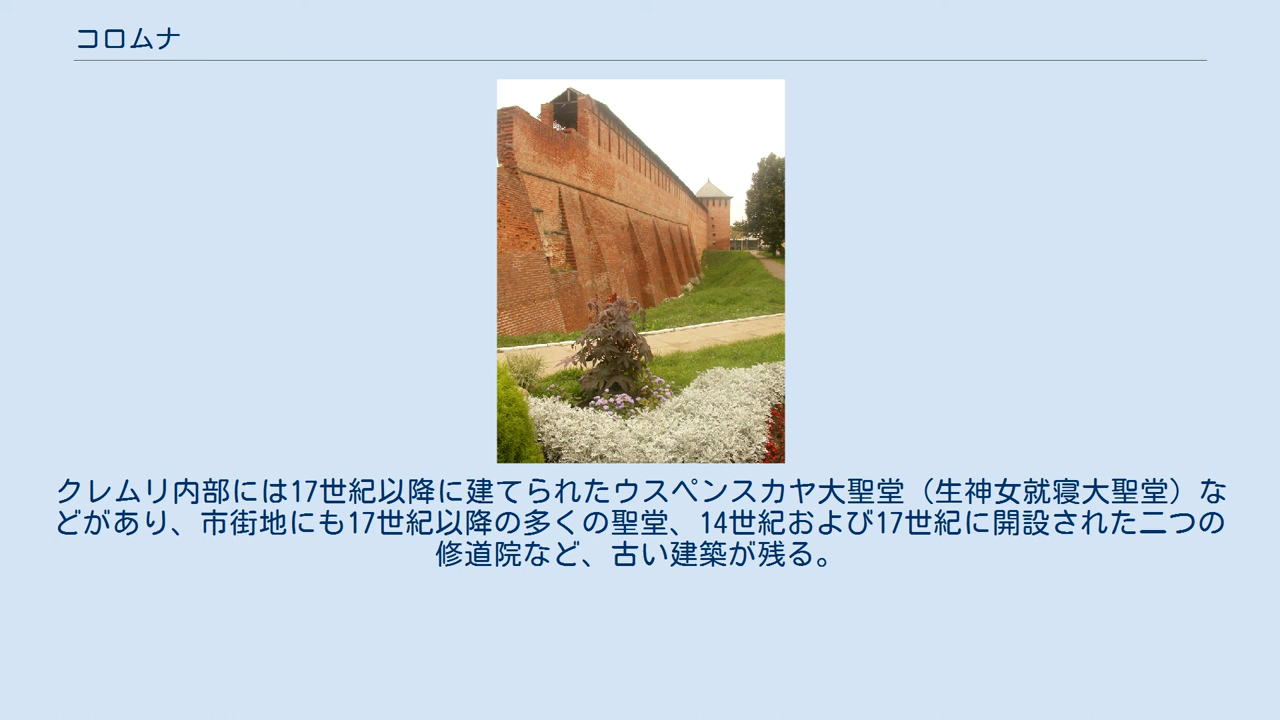 コロムナ
クレムリ内部には17世紀以降に建てられたウスペンスカヤ大聖堂（生神女就寝大聖堂）な
どがあり、市街地にも17世紀以降の多くの聖堂、14世紀および17世紀に開設された二つの
修道院など、古い建築が残る。